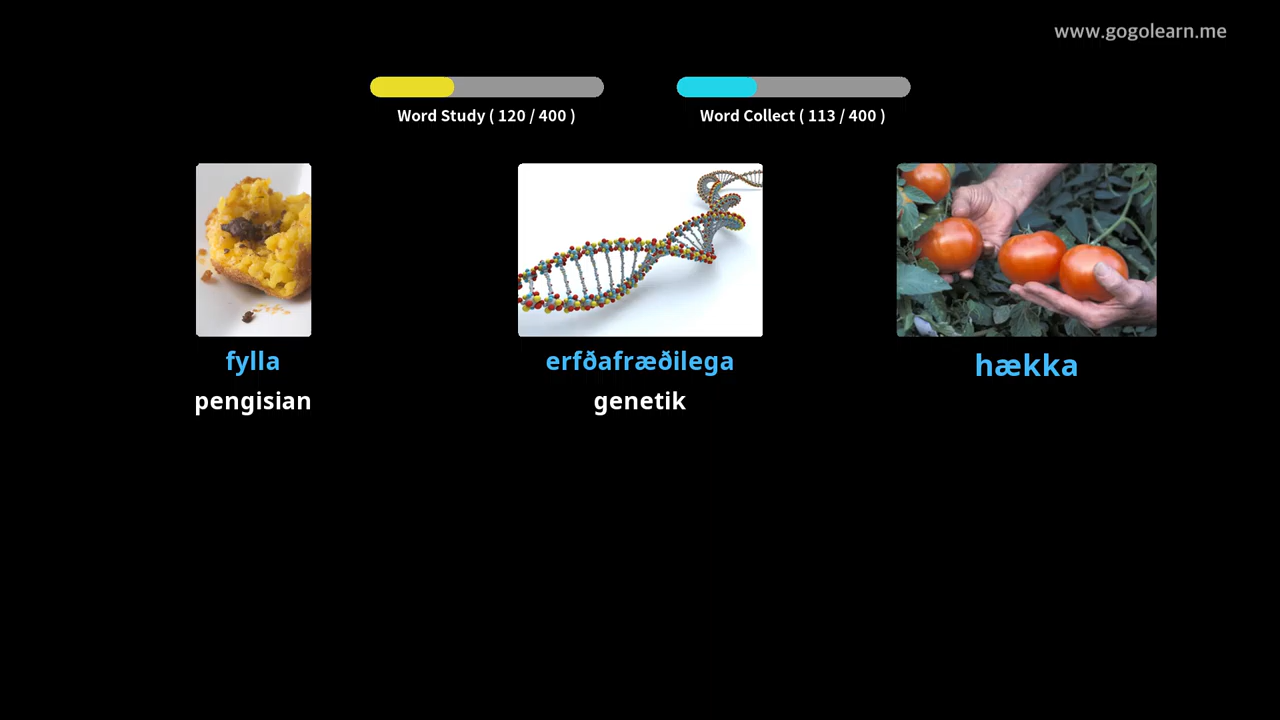 www.gogolearn.me
Word Study ( 120 / 400 )
Word Collect ( 113 / 400 )
fylla
pengisian
erfðafræðilega
genetik
hækka